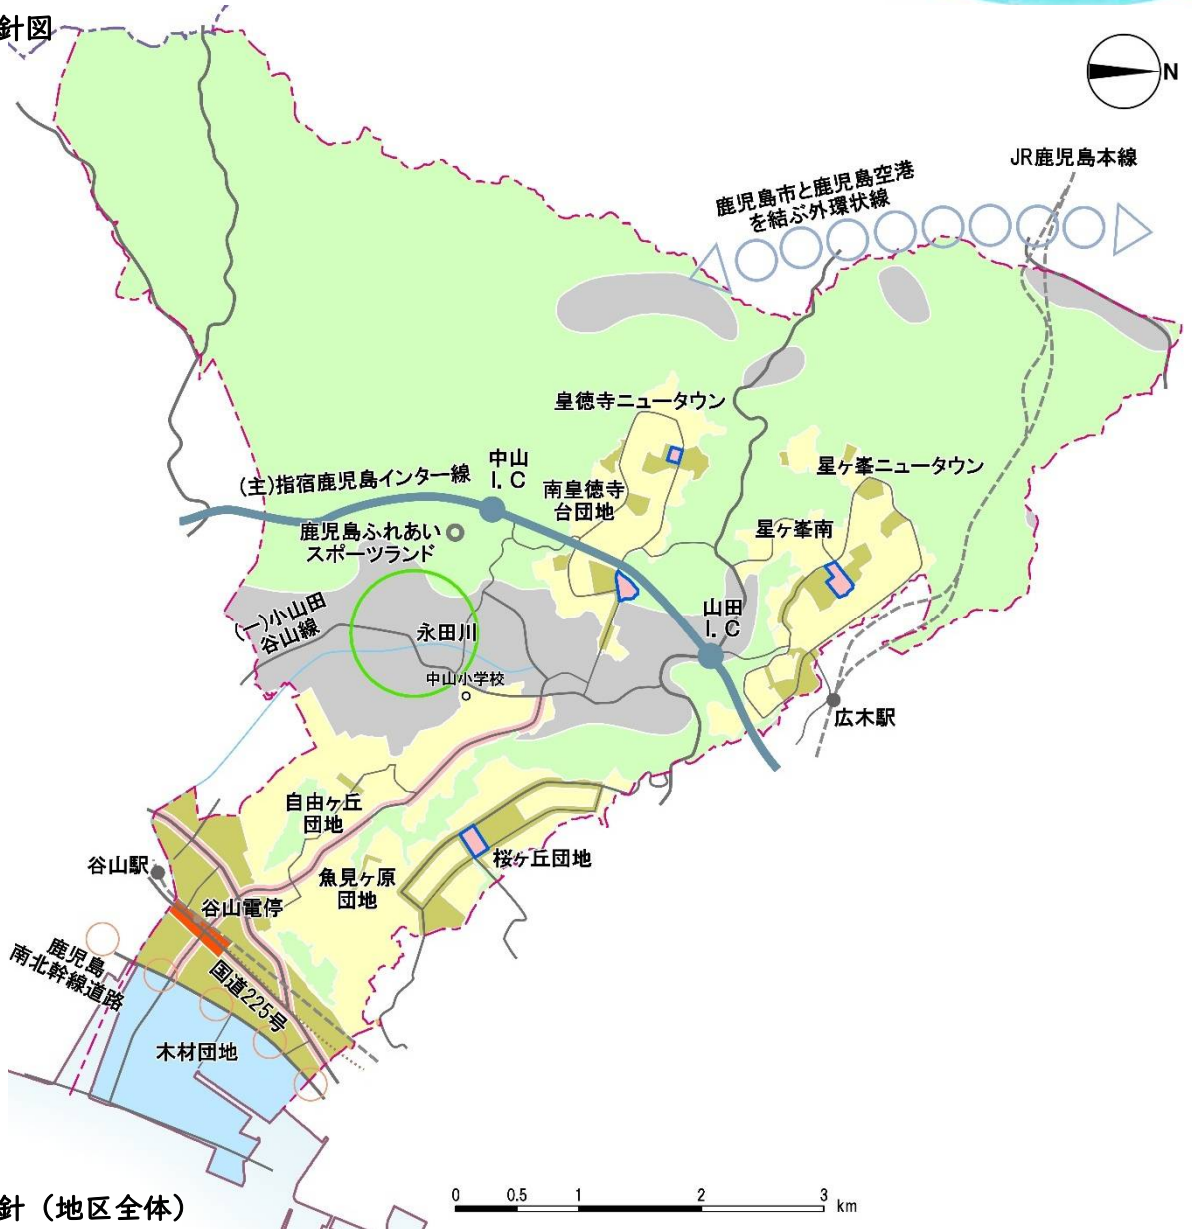 針図
N
JR鹿児島本線
鹿児島市と鹿児島空港
を結ぶ外環状線
皇徳寺ニュータウン
中山
I. C
(主)指宿鹿児島インター線
南皇徳寺
台団地
星ヶ峯ニュータウン
星ヶ峯南
鹿児島ふれあい
スポーツランド
山田
I. C
(一)小山田
谷山線
永田川
中山小学校
広木駅
自由ヶ丘
団地
谷山駅
魚見ヶ原
団地
桜ヶ丘団地
谷山電停
鹿児島
南北幹線道路
国道225号
木材団地
針（地区全体）
0 0.5 1 2 3 km